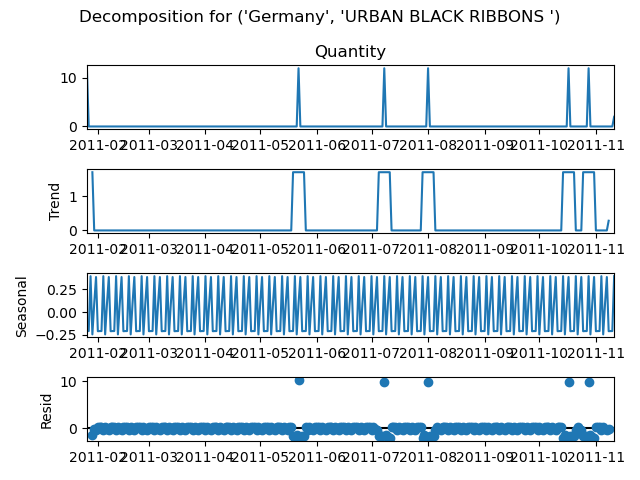 Decomposition for ('Germany', 'URBAN BLACK RIBBONS ')
Quantity
10
0
2011-02 2011-03 2011-04 2011-05 2011-06 2011-07 2011-08 2011-09 2011-10 2011-11
Trend
1
0
2011-02 2011-03 2011-04 2011-05 2011-06 2011-07 2011-08 2011-09 2011-10 2011-11
Seasonal
0.25
0.00
−0.25
2011-02 2011-03 2011-04 2011-05 2011-06 2011-07 2011-08 2011-09 2011-10 2011-11
Resid
10
0
2011-02 2011-03 2011-04 2011-05 2011-06 2011-07 2011-08 2011-09 2011-10 2011-11